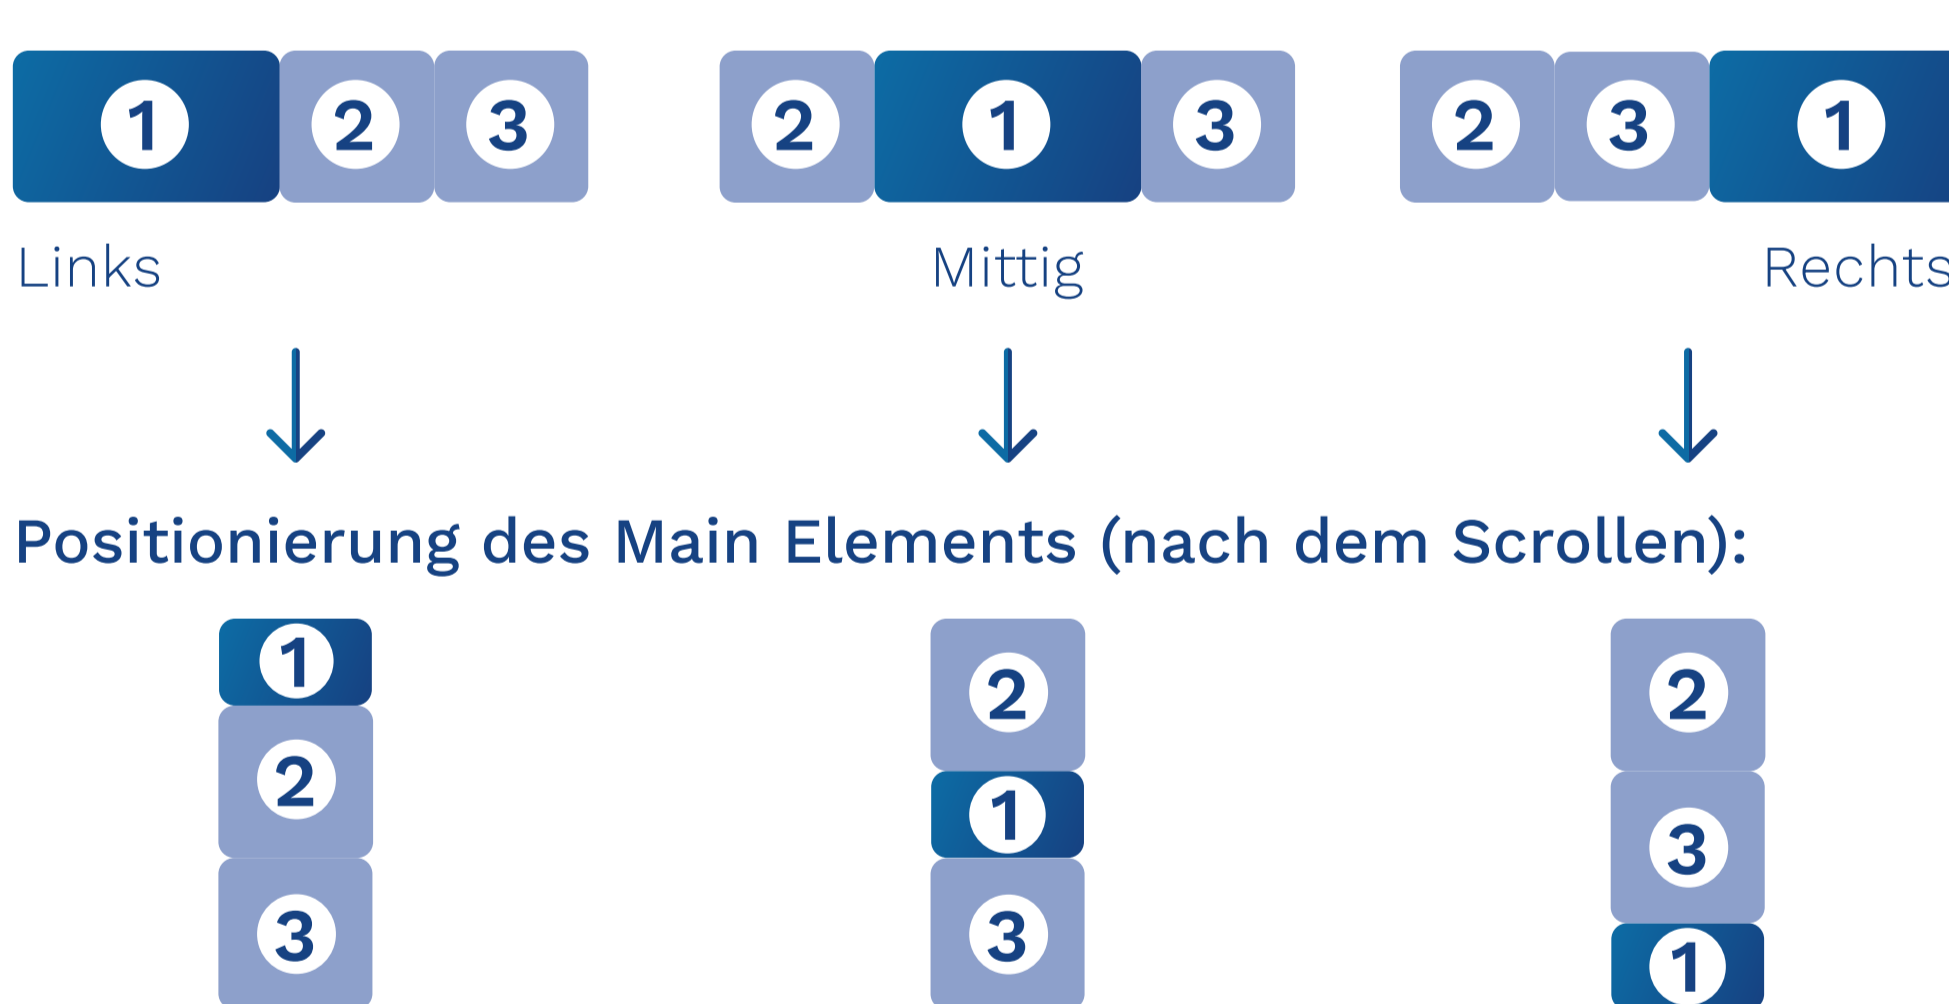 1 2 3 2 1 3 2 3 1
Links Mittig Rechts
Positionierung des Main Elements (nach dem Scrollen):
1 2 2
2 1 3
3 3 1